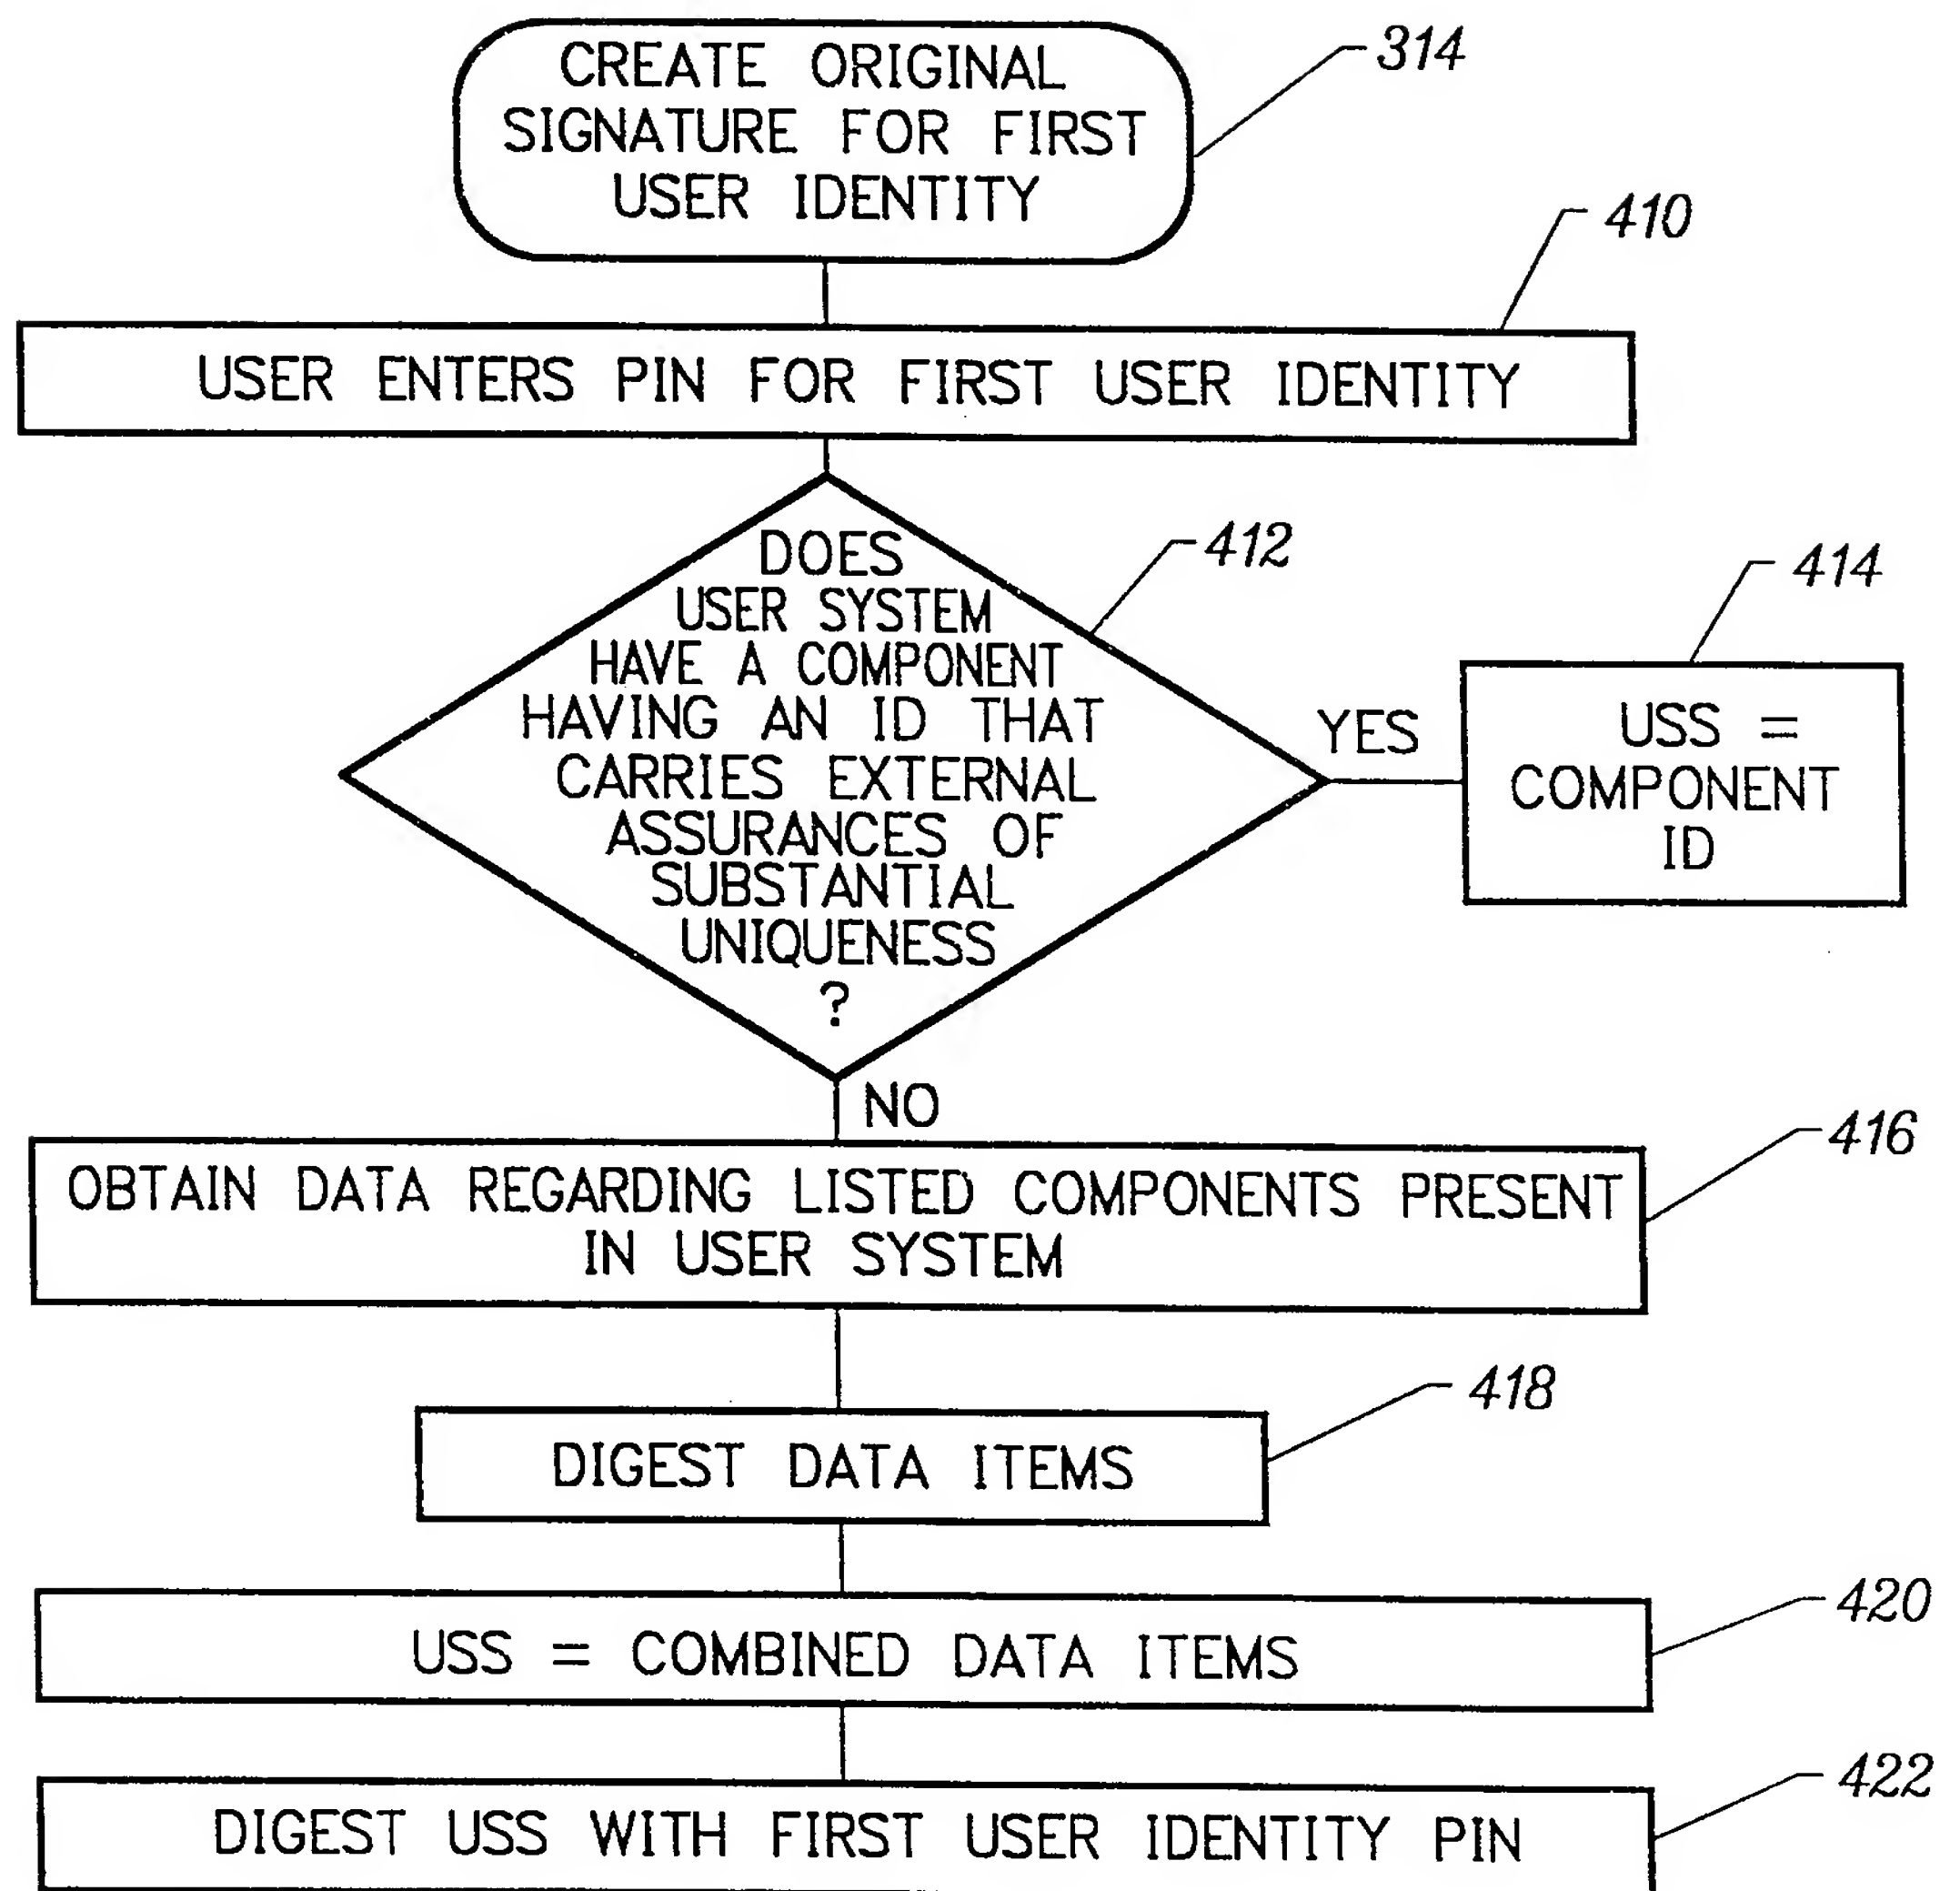 CREATE ORIGINAL
SIGNATURE FOR FIRST
USER IDENTITY
314
410
USER ENTERS PIN FOR FIRST USER IDENTITY
DOES
USER SYSTEM
HAVE A COMPONENT
HAVING AN ID THAT
CARRIES EXTERNAL
ASSURANCES OF
SUBSTANTIAL
UNIQUENESS
?
412
YES
414
USS =
COMPONENT
ID
NO
416
OBTAIN DATA REGARDING LISTED COMPONENTS PRESENT
IN USER SYSTEM
418
DIGEST DATA ITEMS
420
USS = COMBINED DATA ITEMS
422
DIGEST USS WITH FIRST USER IDENTITY PIN